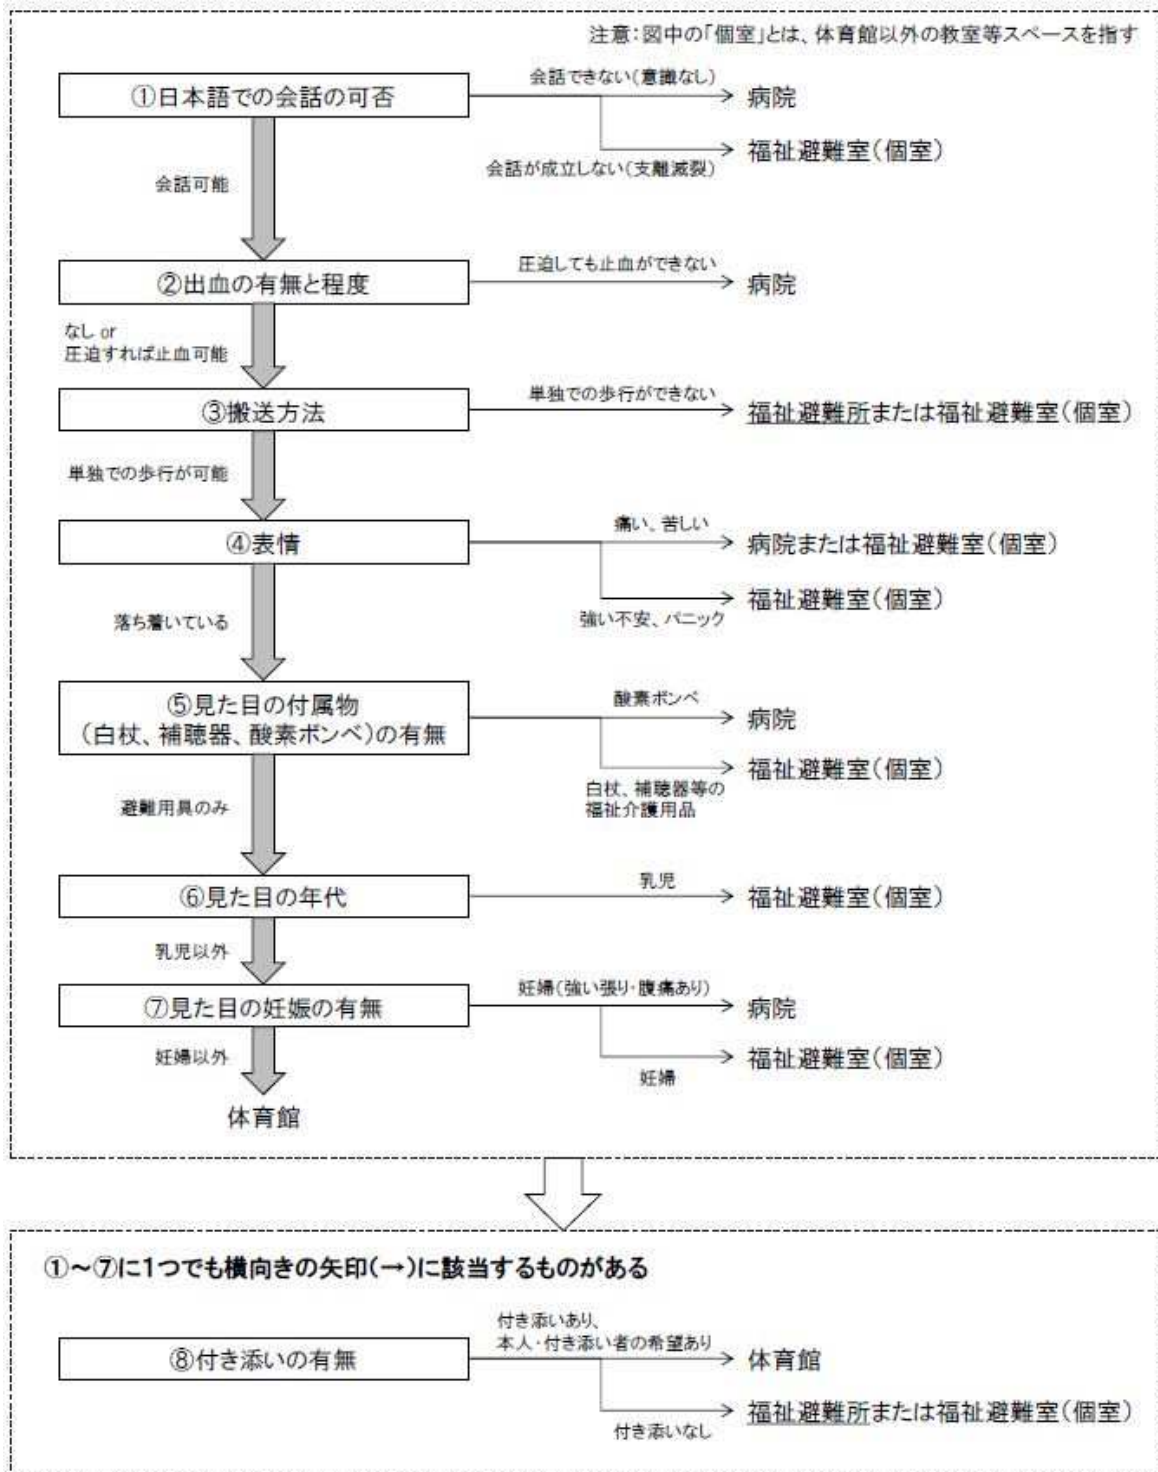 注意：図中の「個室」とは、体育館以外の教室等スペースを指す
①日本語での会話の可否
会話できない（意識なし）
病院
福祉避難室（個室）
会話が成立しない（支離滅裂）
会話可能
②出血の有無と程度
圧迫しても止血ができない
病院
なし or
圧迫すれば止血可能
③搬送方法
単独での歩行ができない
福祉避難所または福祉避難室（個室）
単独での歩行が可能
④表情
痛い、苦しい
病院または福祉避難室（個室）
福祉避難室（個室）
強い不安、パニック
落ち着いている
⑤見た目の付属物
（白杖、補聴器、酸素ボンベ）の有無
酸素ボンベ
病院
福祉避難室（個室）
白杖、補聴器等の
福祉介護用品
避難用具のみ
⑥見た目の年代
乳児
福祉避難室（個室）
乳児以外
⑦見た目の妊娠の有無
妊婦（強い張り・腹痛あり）
病院
福祉避難室（個室）
妊婦
妊婦以外
体育館
①～⑦に1つでも横向きの矢印（→）に該当するものがある
⑧付き添いの有無
付き添いあり、
本人・付き添い者の希望あり
体育館
福祉避難所または福祉避難室（個室）
付き添いなし